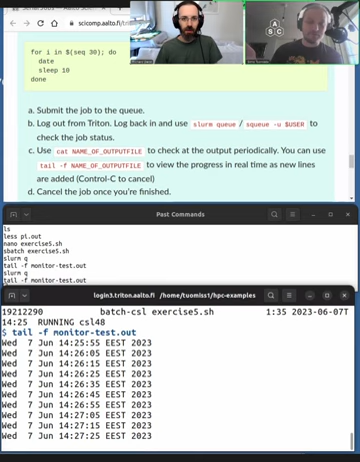 scicomp.aalto.fi/tri
for i in $(seq 30); do
date
sleep 10
done
a. Submit the job to the queue.
b. Log out from Triton. Log back in and use slurm queue / squeue -u $USER to
check the job status.
c. Use cat NAME_OF_OUTPUTFILE to check at the output periodically. You can use
tail -f NAME_OF_OUTPUTFILE to view the progress in real time as new lines
are added (Control-C to cancel)
d. Cancel the job once you're finished.
Past Commands
ls
less pi.out
nano exercise5.sh
sbatch exercise5.sh
slurm q
tail -f monitor-test.out
slurm q
tail -f monitor-test.out
login3.triton.aalto.fi /home/tuomiss1/hpc-examples
19212290 batch-csl exercise5.sh 1:35 2023-06-07T
14:25 RUNNING csl48
$ tail -f monitor-test.out
Wed 7 Jun 14:25:55 EEST 2023
Wed 7 Jun 14:26:05 EEST 2023
Wed 7 Jun 14:26:15 EEST 2023
Wed 7 Jun 14:26:25 EEST 2023
Wed 7 Jun 14:26:35 EEST 2023
Wed 7 Jun 14:26:45 EEST 2023
Wed 7 Jun 14:26:55 EEST 2023
Wed 7 Jun 14:27:05 EEST 2023
Wed 7 Jun 14:27:15 EEST 2023
Wed 7 Jun 14:27:25 EEST 2023